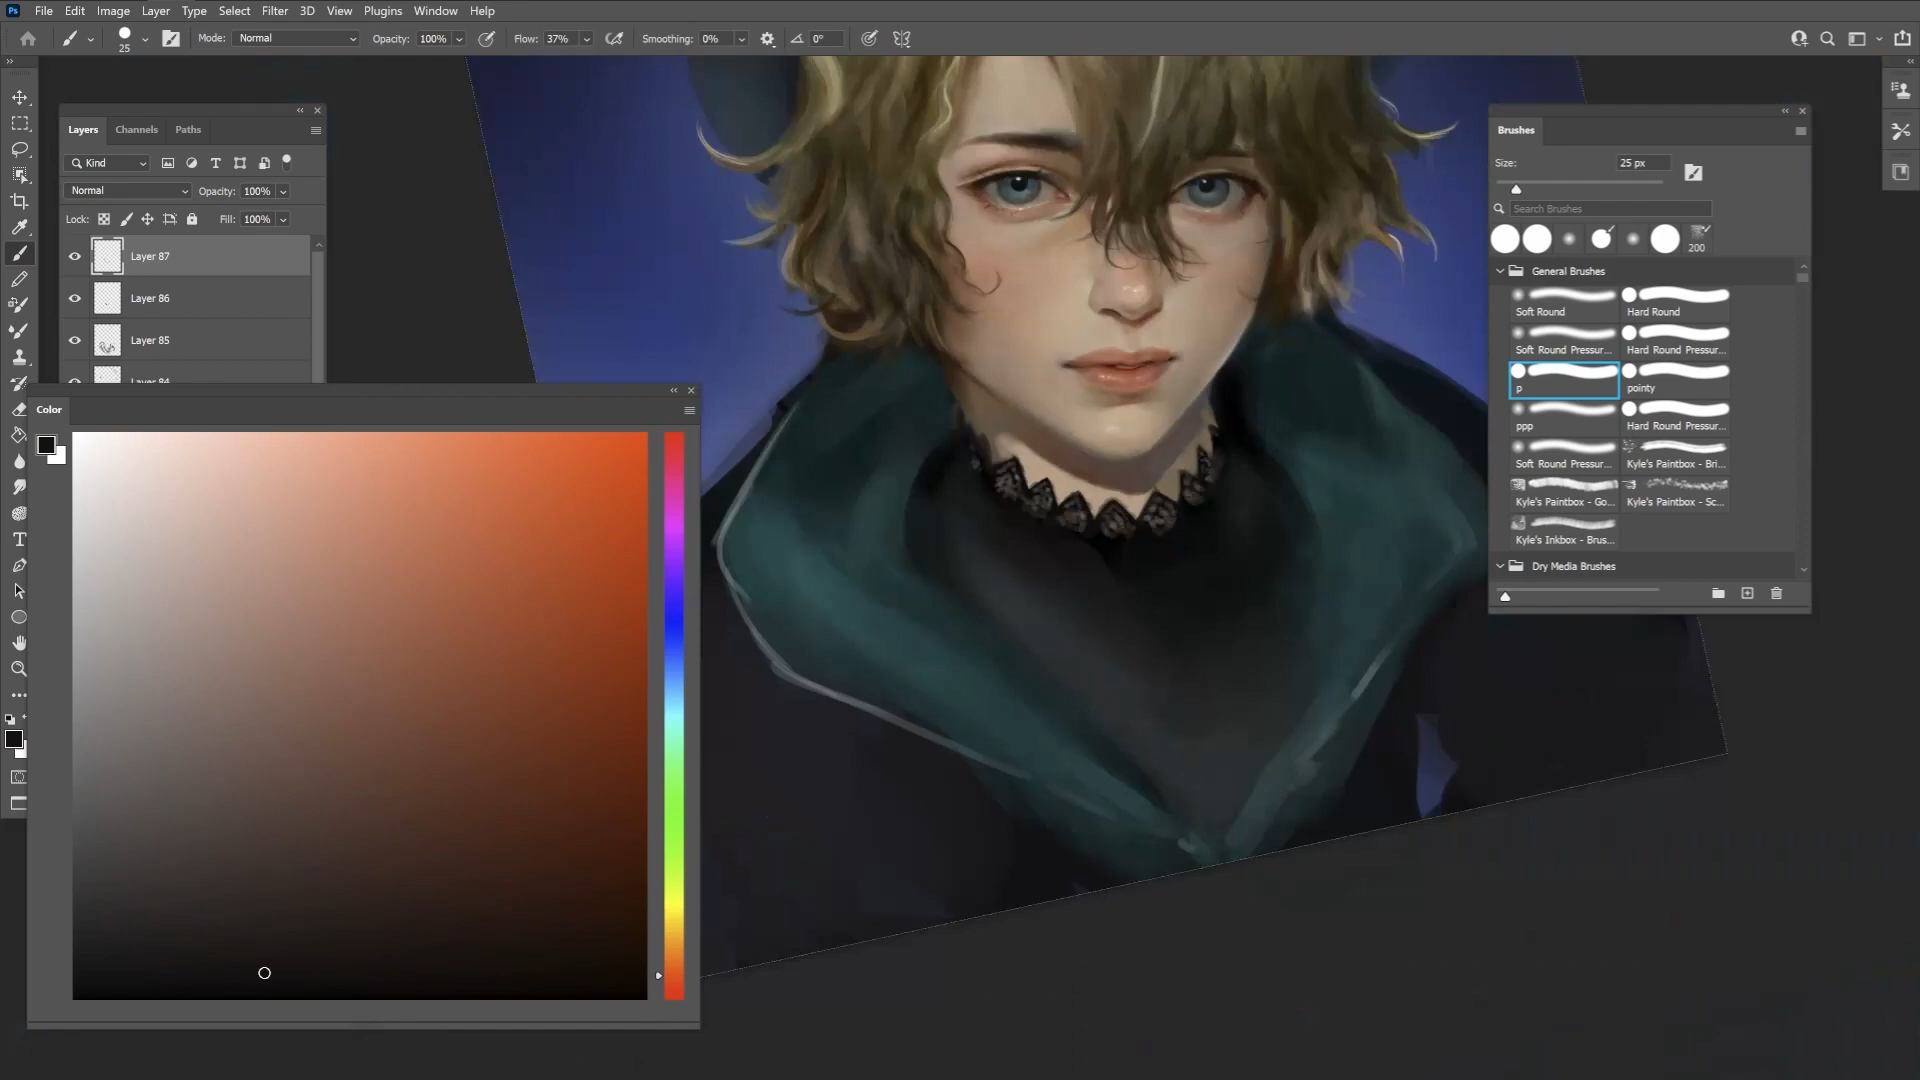 Ps File Edit Image Layer Type Select Filter 3D View Plugins Window Help
25 Mode: Normal Opacity: 100% Flow: 37% Smoothing: 0% 0°
Layers Channels Paths
Kind
Normal Opacity: 100%
Lock: Fill: 100%
Layer 87
Layer 86
Layer 85
Layer 84
Color
Brushes
Size: 25 px
Search Brushes
200
General Brushes
Soft Round Hard Round
Soft Round Pressur... Hard Round Pressur...
p pointy
ppp Hard Round Pressur...
Soft Round Pressur... Kyle's Paintbox - Bri...
Kyle's Paintbox - Go... Kyle's Paintbox - Sc...
Kyle's Inkbox - Brus...
Dry Media Brushes